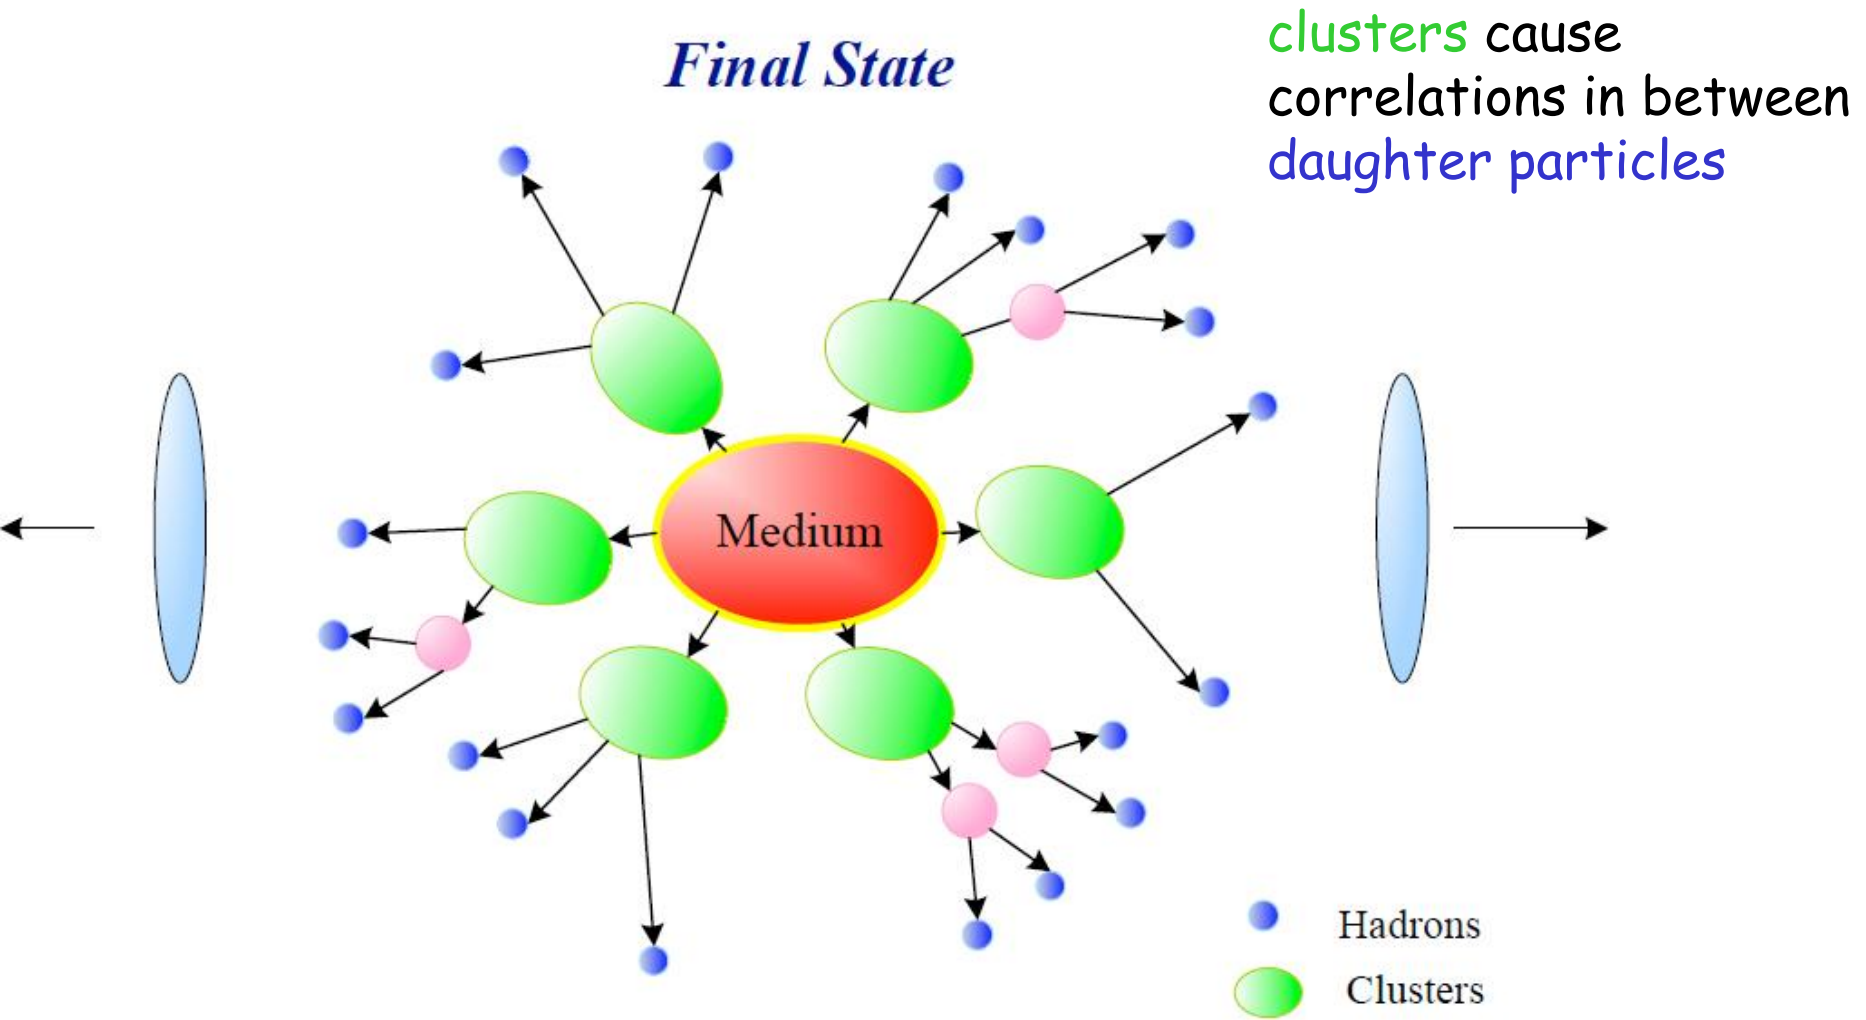 Final State
clusters cause
correlations in between
daughter particles
Medium
Hadrons
Clusters